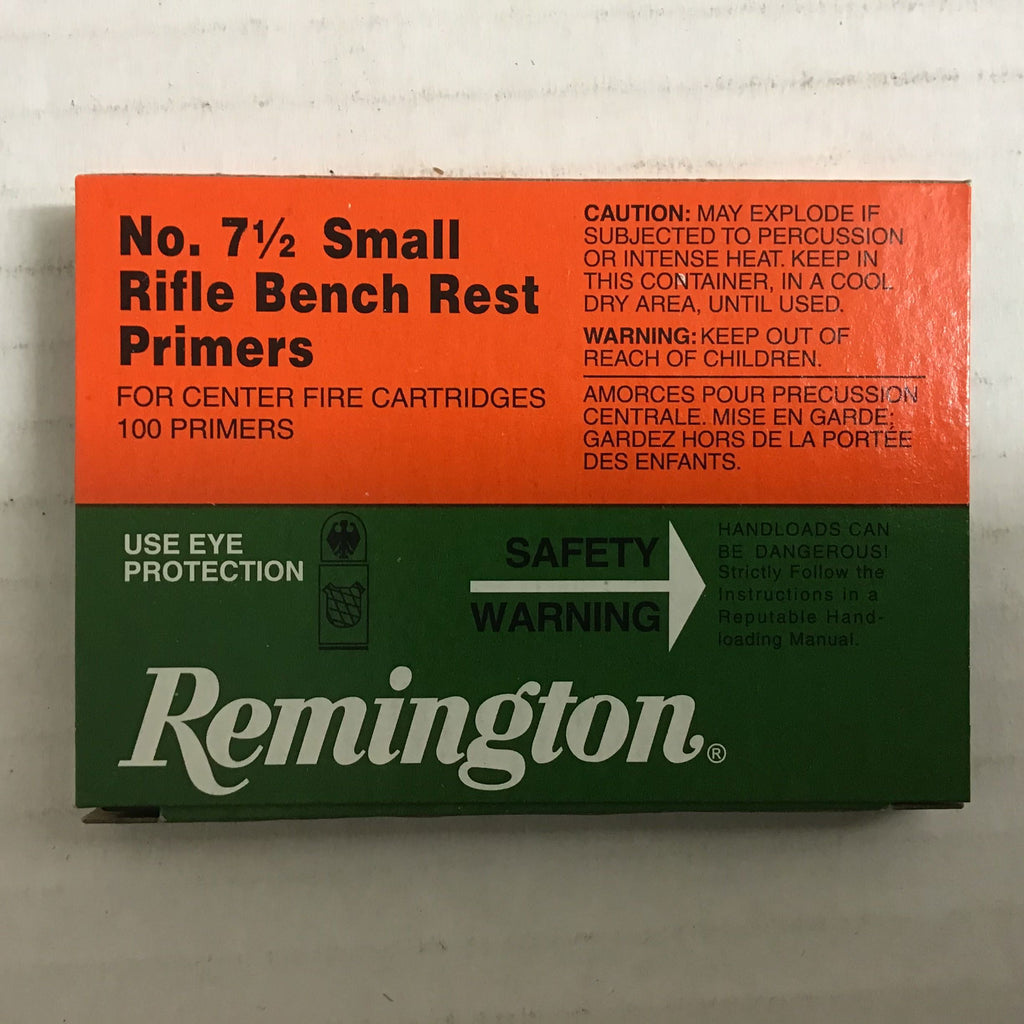 No. 7½ Small
Rifle Bench Rest
Primers
FOR CENTER FIRE CARTRIDGES
100 PRIMERS
CAUTION: MAY EXPLODE IF
SUBJECTED TO PERCUSSION
OR INTENSE HEAT. KEEP IN
THIS CONTAINER, IN A COOL
DRY AREA, UNTIL USED.
WARNING: KEEP OUT OF
REACH OF CHILDREN.
AMORCES POUR PRECUSSION
CENTRALE. MISE EN GARDE;
GARDEZ HORS DE LA PORTÉE
DES ENFANTS.
USE EYE
PROTECTION
SAFETY
WARNING
HANDLOADS CAN
BE DANGEROUS!
Strictly Follow the
Instructions in a
Reputable Hand-
loading Manual.
Remington®